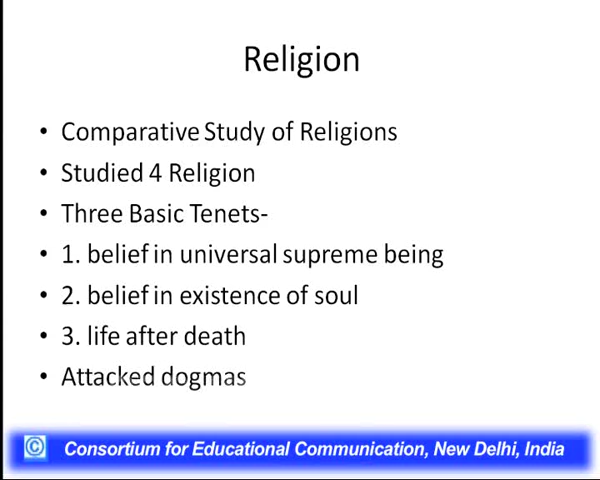 Religion
• Comparative Study of Religions
• Studied 4 Religion
• Three Basic Tenets-
• 1. belief in universal supreme being
• 2. belief in existence of soul
• 3. life after death
• Attacked dogmas
© Consortium for Educational Communication, New Delhi, India